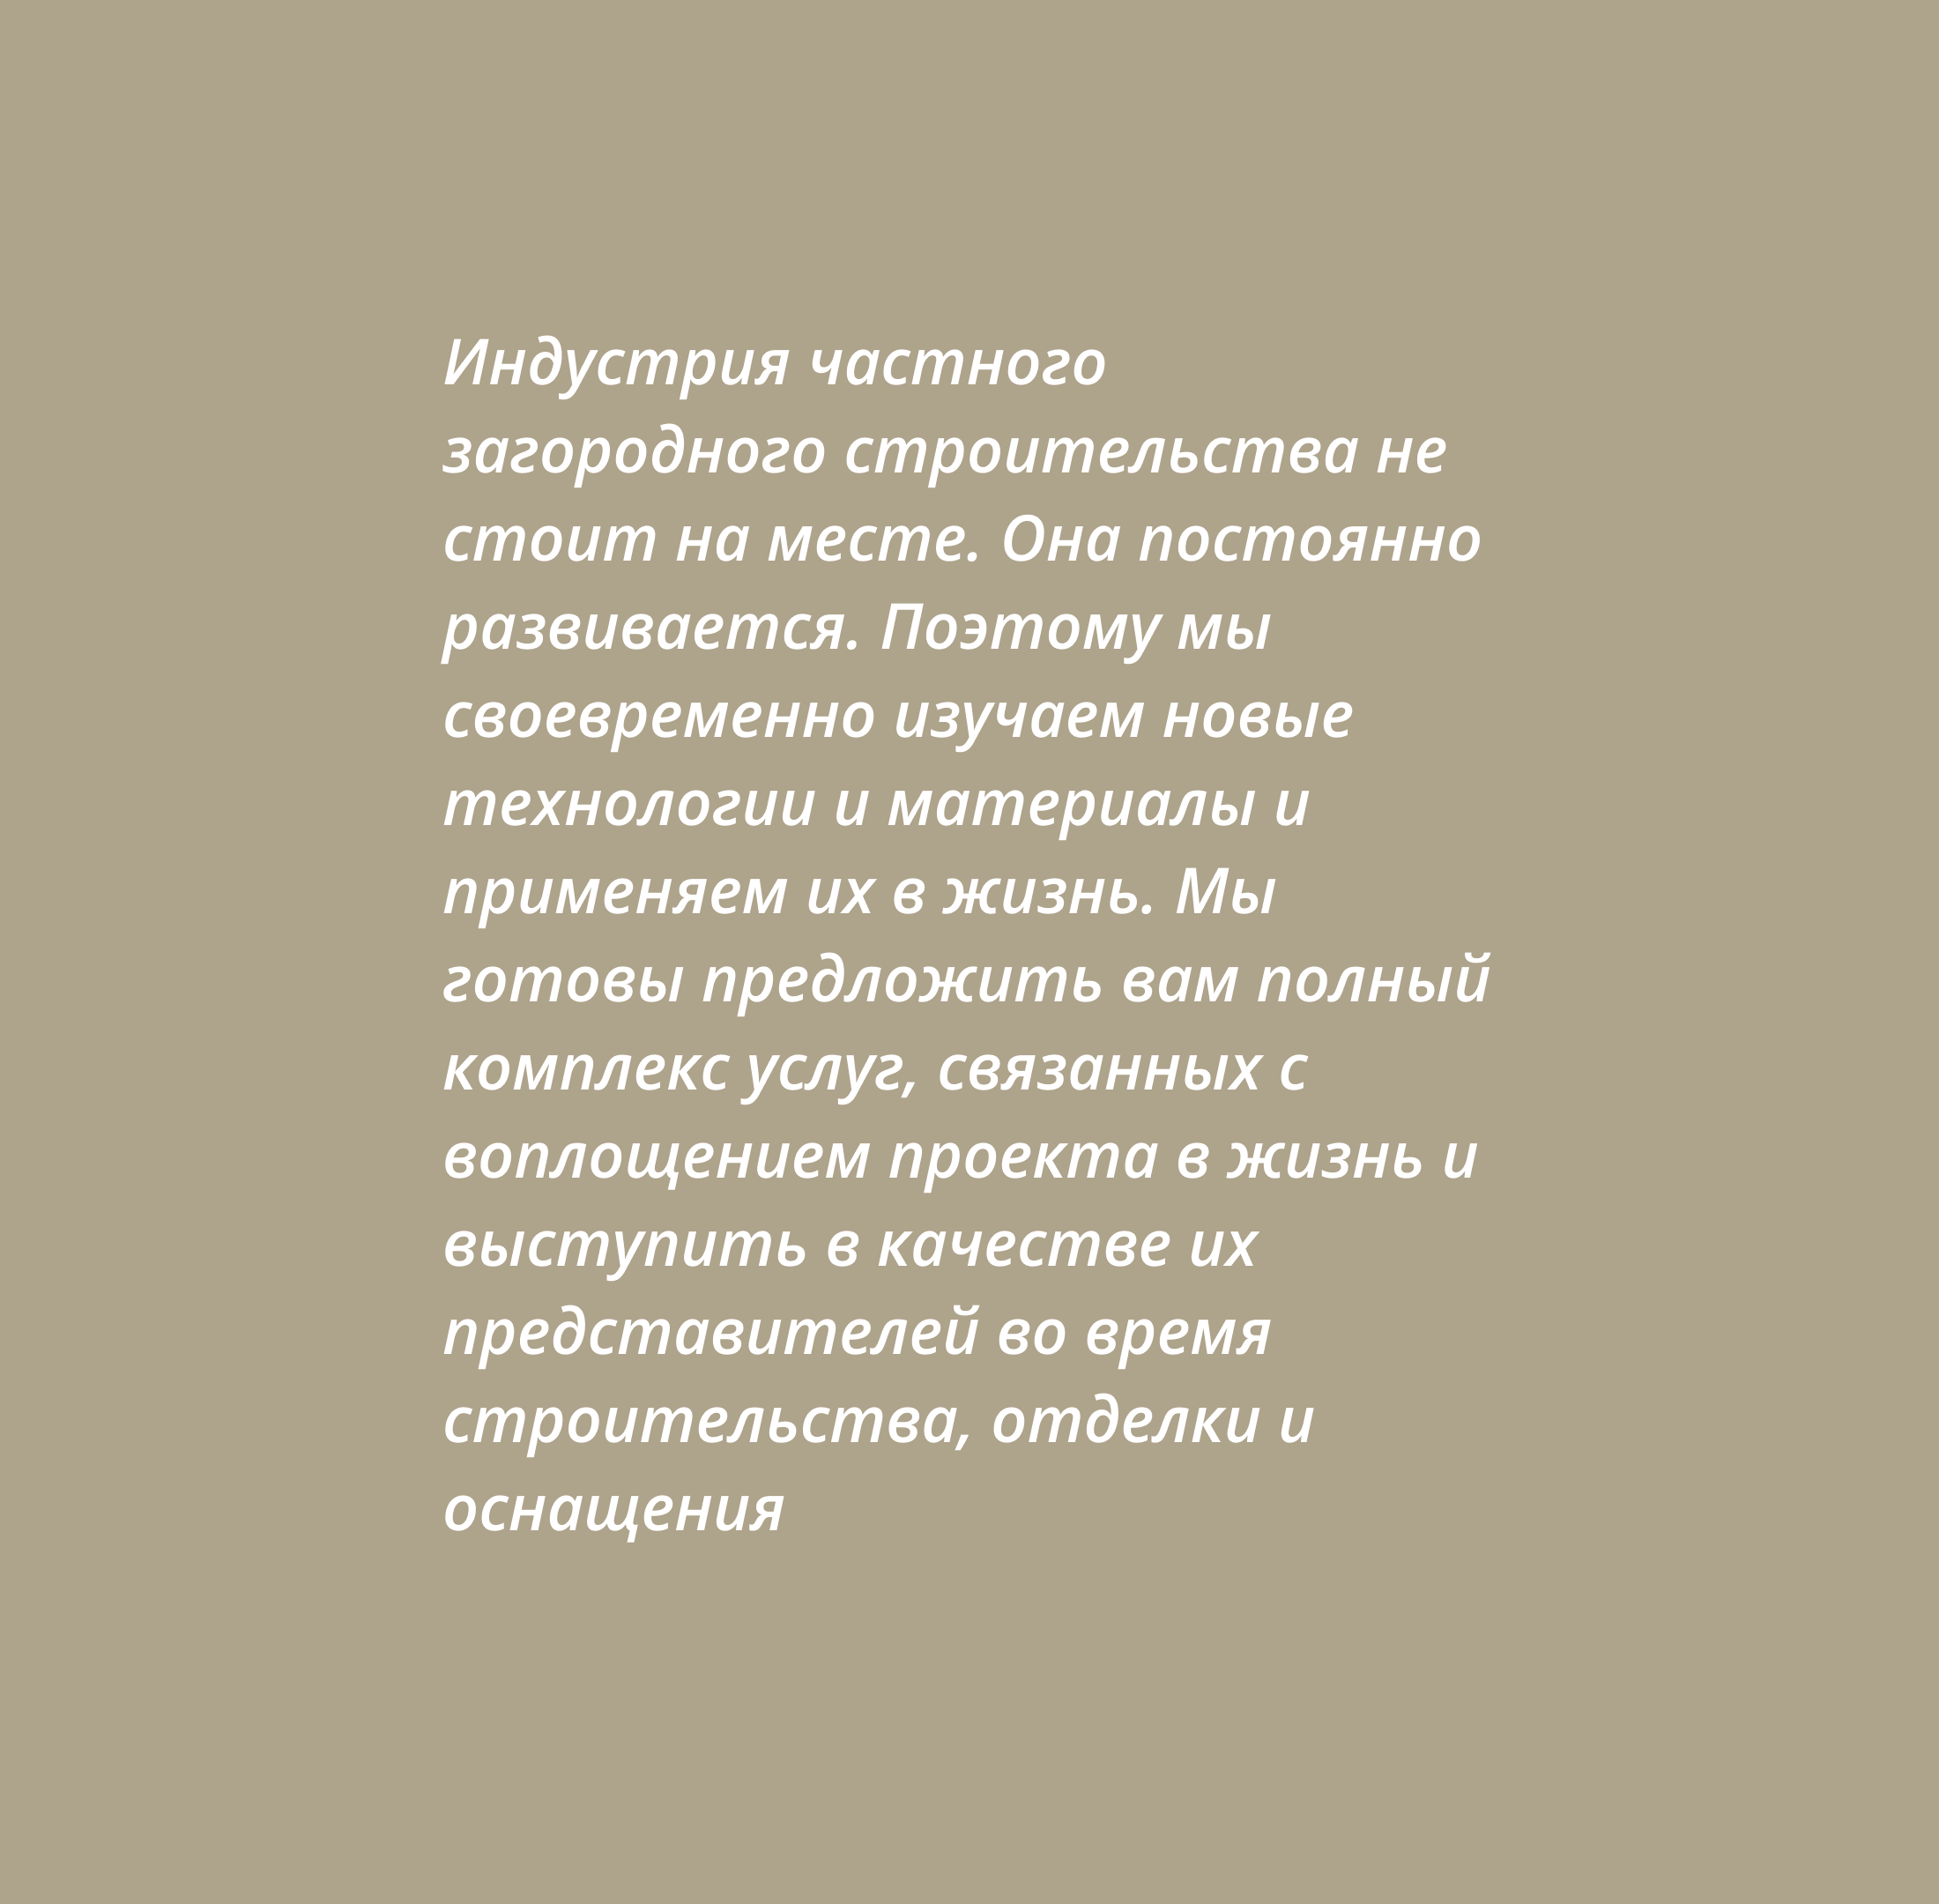 Индустрия частного
загородного строительства не
стоит на месте. Она постоянно
развивается. Поэтому мы
своевременно изучаем новые
технологии и материалы и
применяем их в жизнь. Мы
готовы предложить вам полный
комплекс услуг, связанных с
воплощением проекта в жизнь и
выступить в качестве их
представителей во время
строительства, отделки и
оснащения